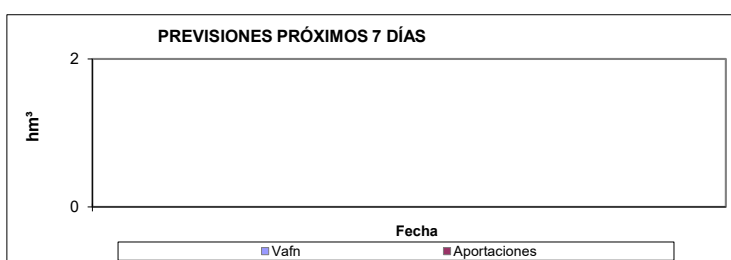 PREVISIONES PRÓXIMOS 7 DÍAS
2
hm³
0
Fecha
Vafn Aportaciones